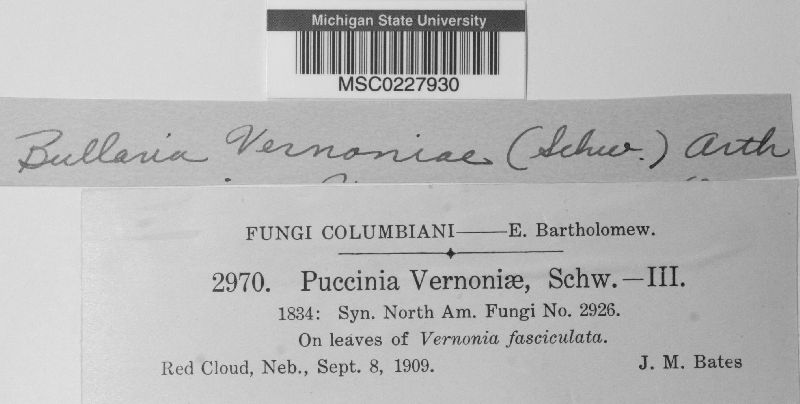 Michigan State University
MSC0227930
Bullaria Vernoniae (Schw.) Arth
FUNGI COLUMBIANI——E. Bartholomew.
2970. Puccinia Vernoniæ, Schw.—III.
1834: Syn. North Am. Fungi No. 2926.
On leaves of Vernonia fasciculata.
Red Cloud, Neb., Sept. 8, 1909. J. M. Bates